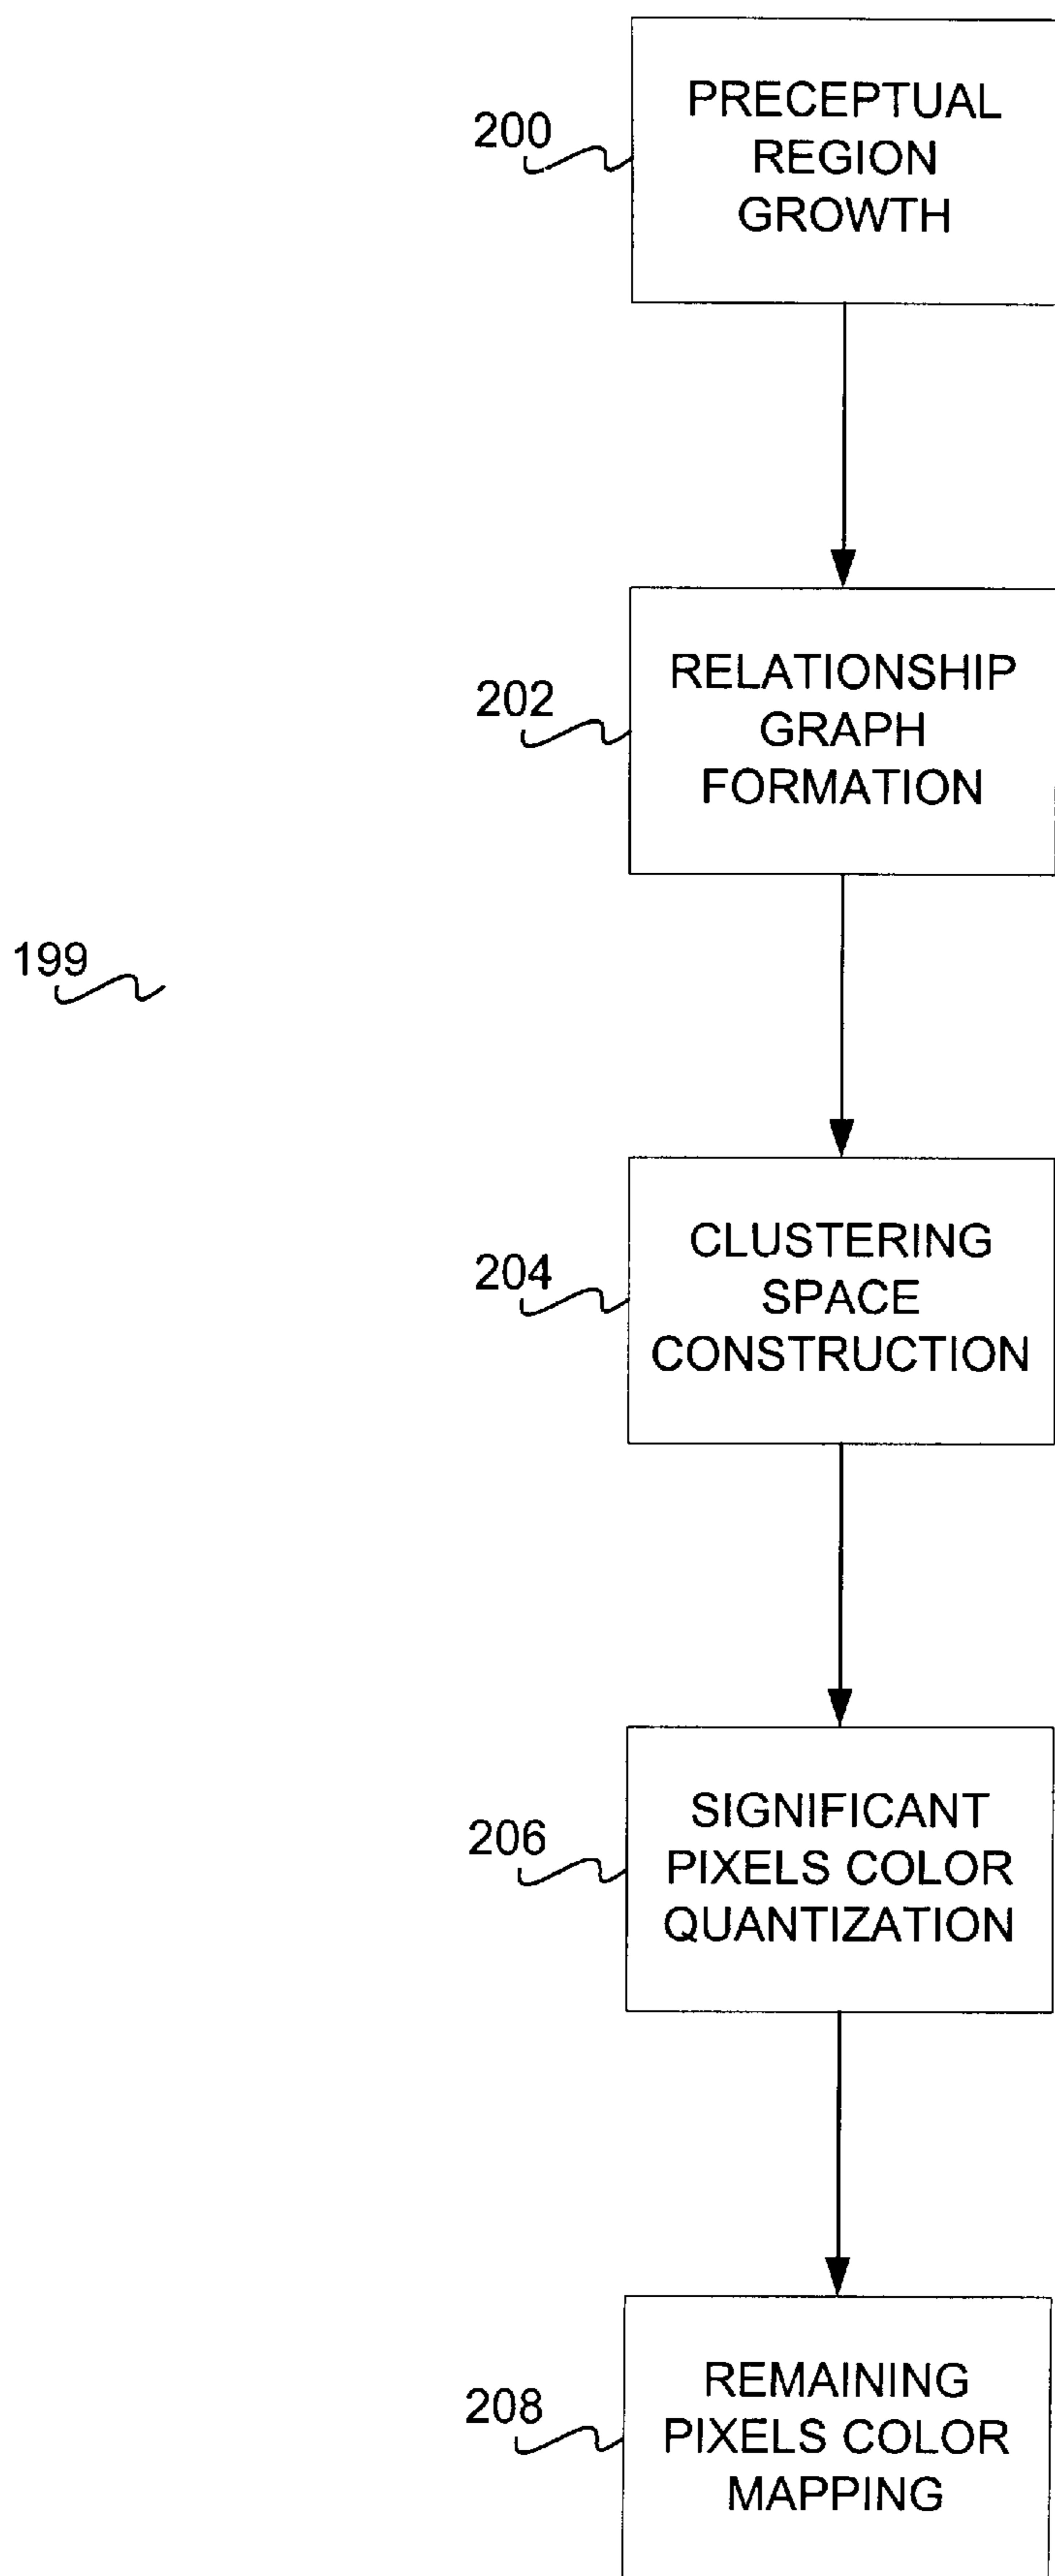 PRECEPTUAL
REGION
GROWTH
200
RELATIONSHIP
GRAPH
FORMATION
202
199
CLUSTERING
SPACE
CONSTRUCTION
204
SIGNIFICANT
PIXELS COLOR
QUANTIZATION
206
REMAINING
PIXELS COLOR
MAPPING
208